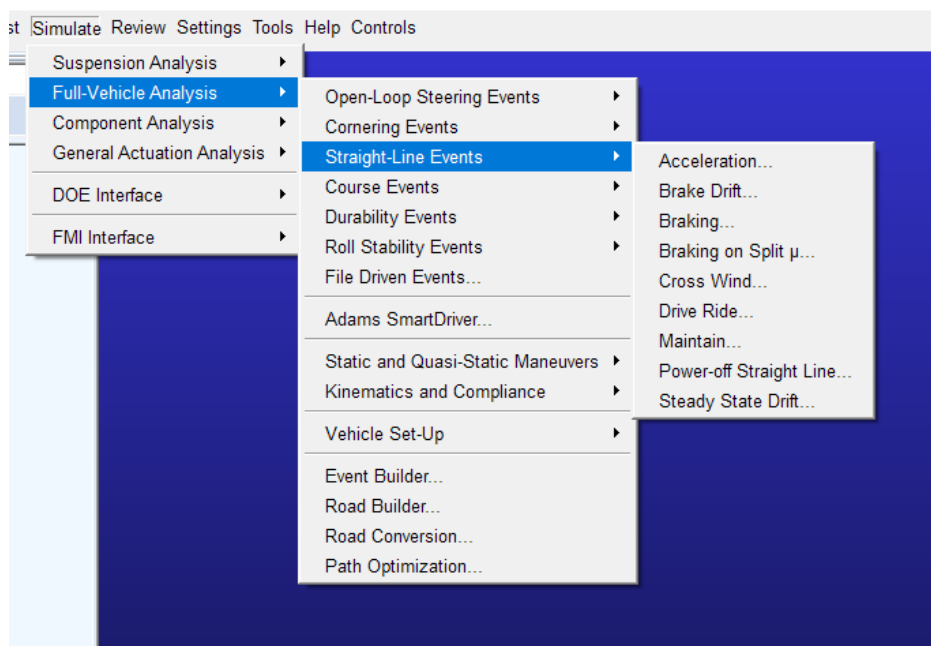 st Simulate Review Settings Tools Help Controls
Suspension Analysis
Full-Vehicle Analysis
Component Analysis
General Actuation Analysis
DOE Interface
FMI Interface
Open-Loop Steering Events
Cornering Events
Straight-Line Events
Course Events
Durability Events
Roll Stability Events
File Driven Events...
Adams SmartDriver...
Static and Quasi-Static Maneuvers
Kinematics and Compliance
Vehicle Set-Up
Event Builder...
Road Builder...
Road Conversion...
Path Optimization...
Acceleration...
Brake Drift...
Braking...
Braking on Split μ...
Cross Wind...
Drive Ride...
Maintain...
Power-off Straight Line...
Steady State Drift...